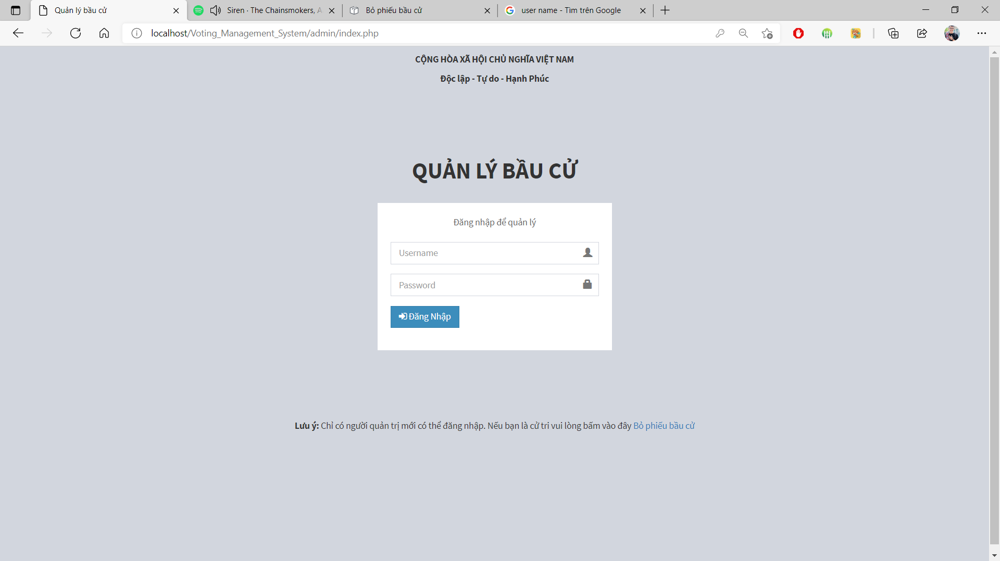 Quản lý bầu cử
Siren · The Chainsmokers, A
Bỏ phiếu bầu cử
user name - Tìm trên Google
localhost/Voting_Management_System/admin/index.php
CỘNG HÒA XÃ HỘI CHỦ NGHĨA VIỆT NAM
Độc lập - Tự do - Hạnh Phúc
QUẢN LÝ BẦU CỬ
Đăng nhập để quản lý
Username
Password
Đăng Nhập
Lưu ý: Chỉ có người quản trị mới có thể đăng nhập. Nếu bạn là cử tri vui lòng bấm vào đây Bỏ phiếu bầu cử